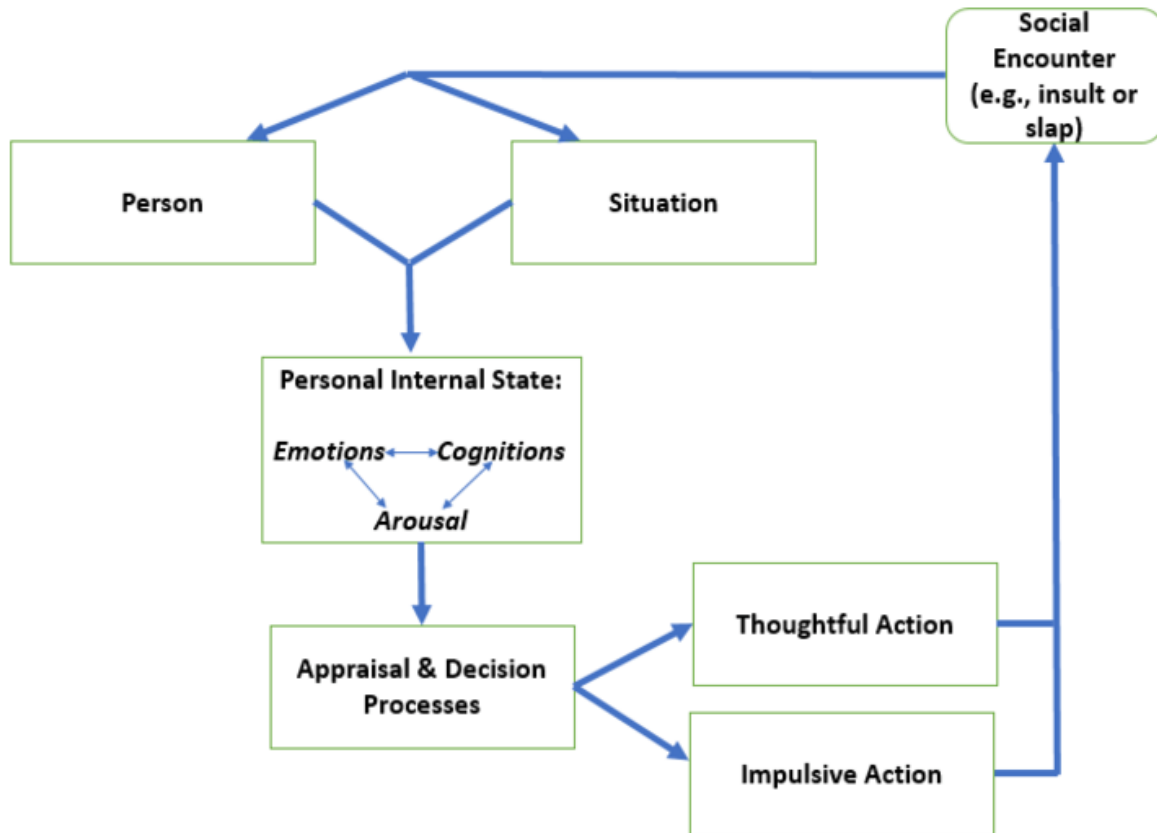 Social
Encounter
(e.g., insult or
slap)
Person
Situation
Personal Internal State:
Emotions
Cognitions
Arousal
Appraisal & Decision
Processes
Thoughtful Action
Impulsive Action